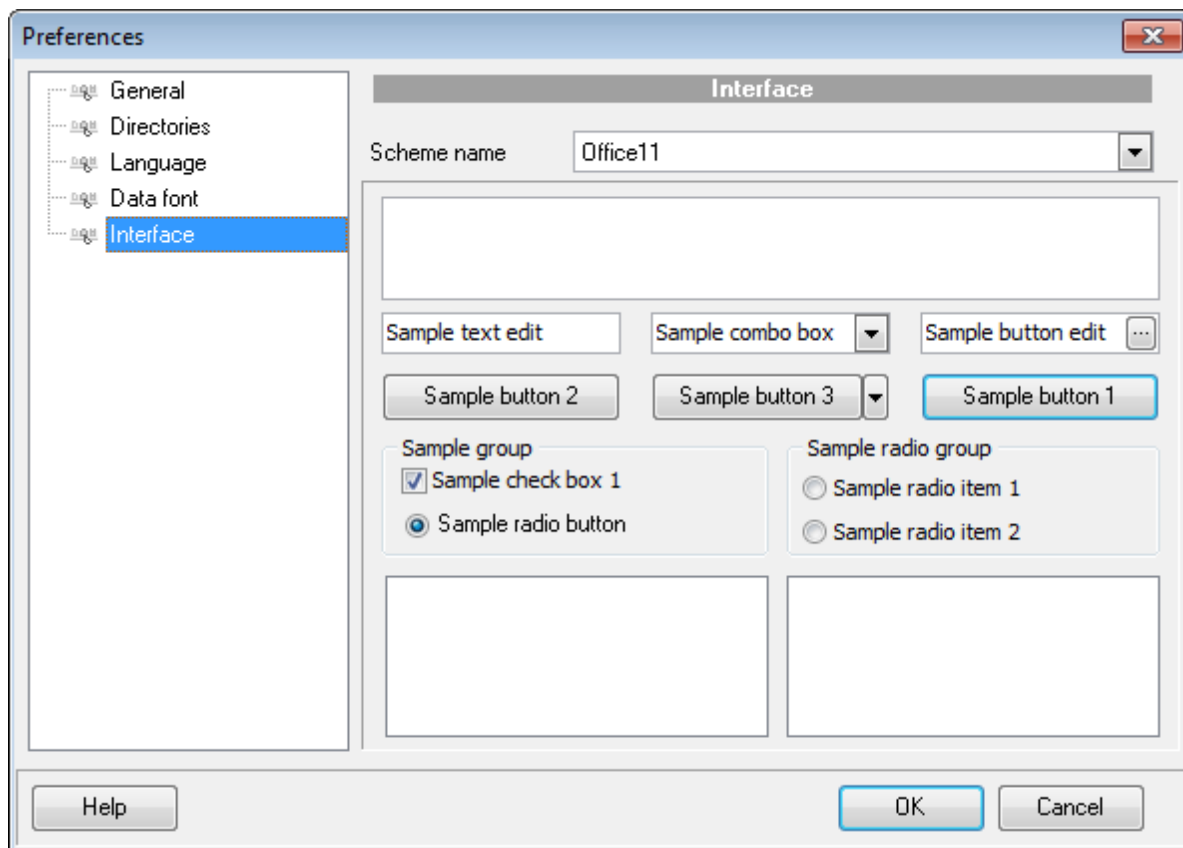 Preferences
General
Directories
Language
Data font
Interface
Interface
Scheme name
Office11
Sample text edit
Sample combo box
Sample button edit
...
Sample button 2
Sample button 3
Sample button 1
Sample group
Sample check box 1
Sample radio button
Sample radio group
Sample radio item 1
Sample radio item 2
Help
OK
Cancel